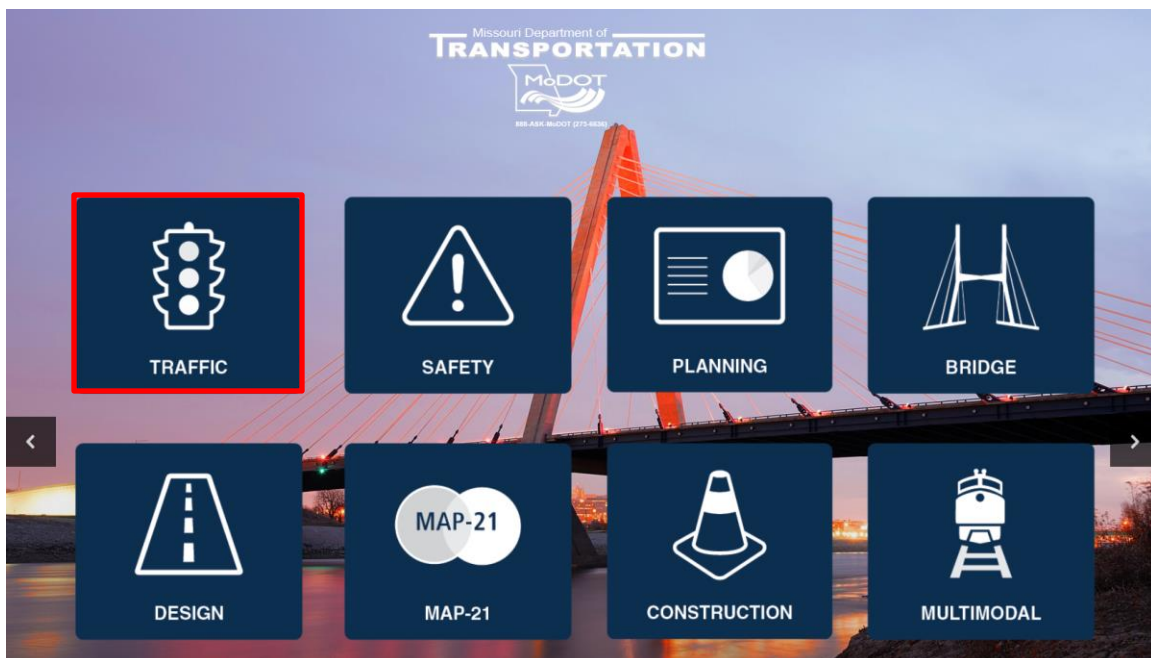 Missouri Department of
TRANSPORTATION
MoDOT
888-ASK-MoDOT (275-6636)
TRAFFIC
SAFETY
PLANNING
BRIDGE
MAP-21
DESIGN
MAP-21
CONSTRUCTION
MULTIMODAL